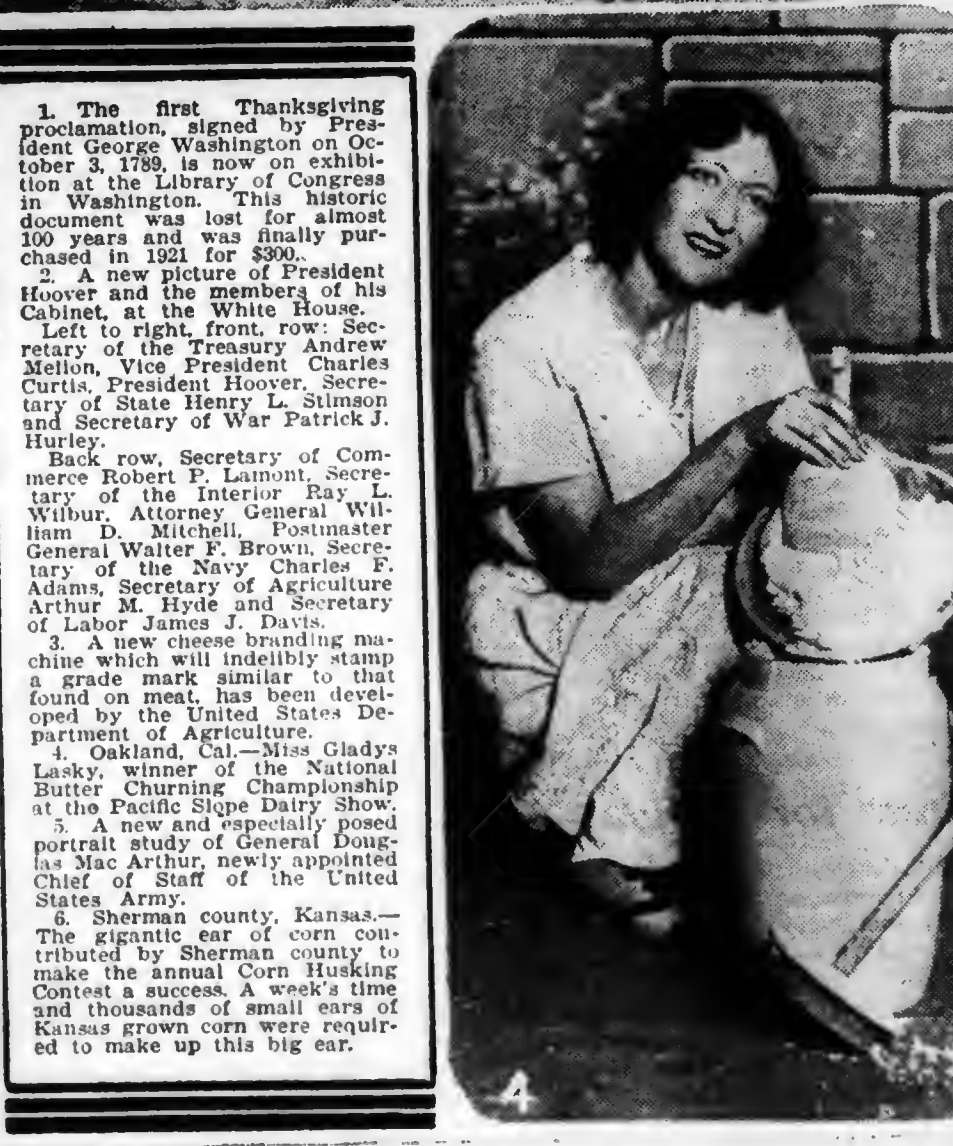 1. The first Thanksgiving
proclamation, signed by Pres-
ident George Washington on Oc-
tober 3, 1789, is now on exhibi-
tion at the Library of Congress
in Washington. This historic
document was lost for almost
100 years and was finally pur-
chased in 1921 for $300.
2. A new picture of President
Hoover and the members of his
Cabinet, at the White House.
Left to right, front, row: Sec-
retary of the Treasury Andrew
Mellon, Vice President Charles
Curtis, President Hoover, Secre-
tary of State Henry L. Stimson
and Secretary of War Patrick J.
Hurley.
Back row, Secretary of Com-
merce Robert P. Lamont, Secre-
tary of the Interior Ray L.
Wilbur, Attorney General Wil-
liam D. Mitchell, Postmaster
General Walter F. Brown, Secre-
tary of the Navy Charles F.
Adams, Secretary of Agriculture
Arthur M. Hyde and Secretary
of Labor James J. Davis.
3. A new cheese branding ma-
chine which will indelibly stamp
a grade mark similar to that
found on meat, has been devel-
oped by the United States De-
partment of Agriculture.
4. Oakland, Cal.—Miss Gladys
Lasky, winner of the National
Butter Churning Championship
at the Pacific Slope Dairy Show.
5. A new and especially posed
portrait study of General Doug-
las Mac Arthur, newly appointed
Chief of Staff of the United
States Army.
6. Sherman county, Kansas.—
The gigantic ear of corn con-
tributed by Sherman county to
make the annual Corn Husking
Contest a success. A week's time
and thousands of small ears of
Kansas grown corn were requir-
ed to make up this big ear.
4